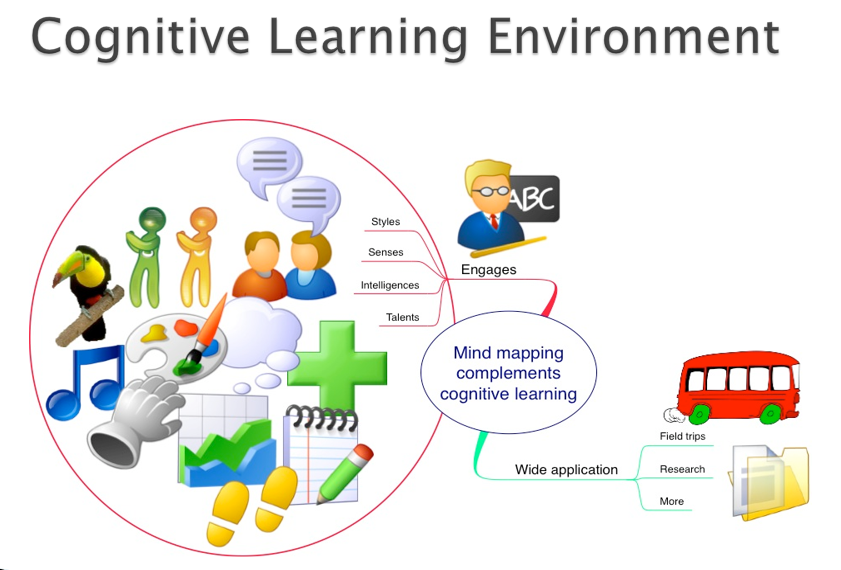 Cognitive Learning Environment
ABC
Styles
Senses
Intelligences
Talents
Engages
Mind mapping
complements
cognitive learning
Wide application
Field trips
Research
More